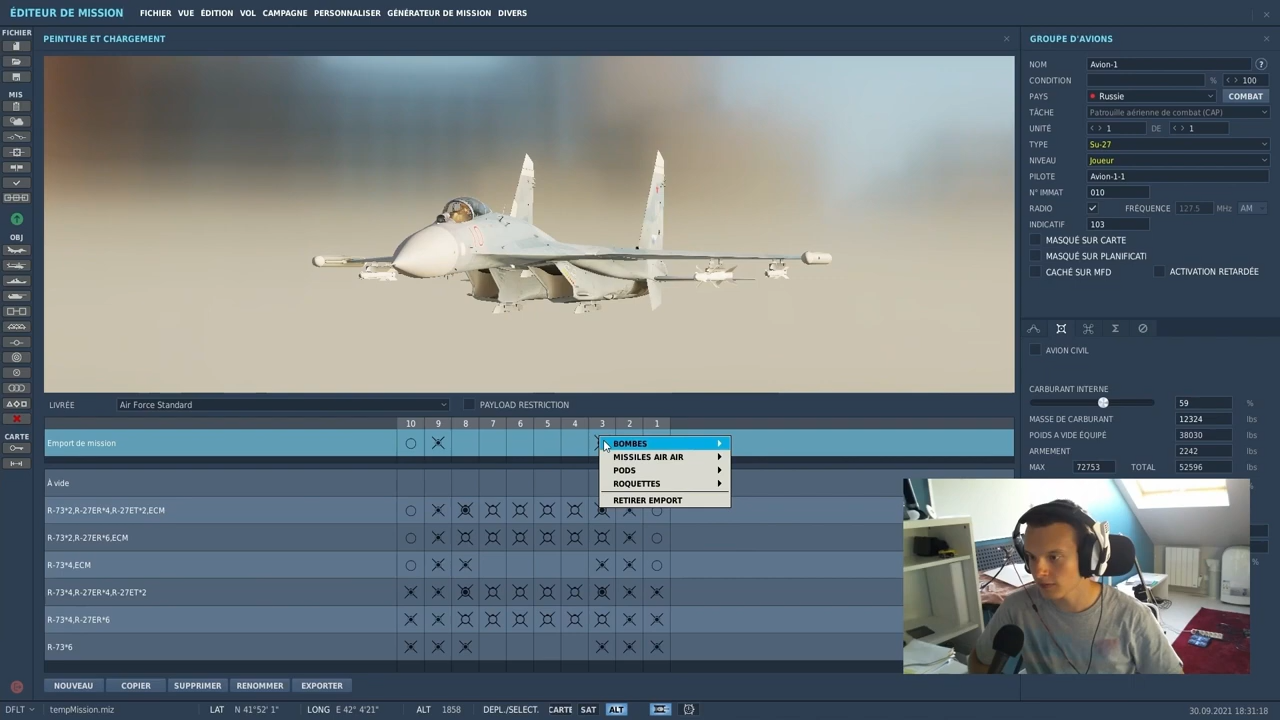 ÉDITEUR DE MISSION FICHIER VUE ÉDITION VOL CAMPAGNE PERSONNALISER GÉNÉRATEUR DE MISSION DIVERS
FICHIER
MIS
OBJ
CARTE
PEINTURE ET CHARGEMENT
LIVRÉE Air Force Standard PAYLOAD RESTRICTION
10 9 8 7 6 5 4 3 2 1
Emport de mission
BOMBES
MISSILES AIR AIR
PODS
ROQUETTES
RETIRER EMPORT
À vide
R-73*2,R-27ER*4,R-27ET*2,ECM
R-73*2,R-27ER*6,ECM
R-73*4,ECM
R-73*4,R-27ER*4,R-27ET*2
R-73*4,R-27ER*6
R-73*6
NOUVEAU COPIER SUPPRIMER RENOMMER EXPORTER
GROUPE D'AVIONS
NOM Avion-1 ?
CONDITION % < > 100
PAYS Russie COMBAT
TÂCHE Patrouille aérienne de combat (CAP)
UNITÉ < > 1 DE < > 1
TYPE Su-27
NIVEAU Joueur
PILOTE Avion-1-1
N° IMMAT 010
RADIO FRÉQUENCE 127.5 MHz AM
INDICATIF 103
MASQUÉ SUR CARTE
MASQUÉ SUR PLANIFICATI
CACHÉ SUR MFD ACTIVATION RETARDÉE
AVION CIVIL
CARBURANT INTERNE
59 %
MASSE DE CARBURANT 12324 lbs
POIDS A VIDE ÉQUIPÉ 38030 lbs
ARMEMENT 2242 lbs
MAX 72753 TOTAL 52596 lbs
%
DFLT tempMission.miz LAT N 41°52' 1" LONG E 42° 4'21" ALT 1858 DEPL./SELECT. CARTE SAT ALT 30.09.2021 18:31:18